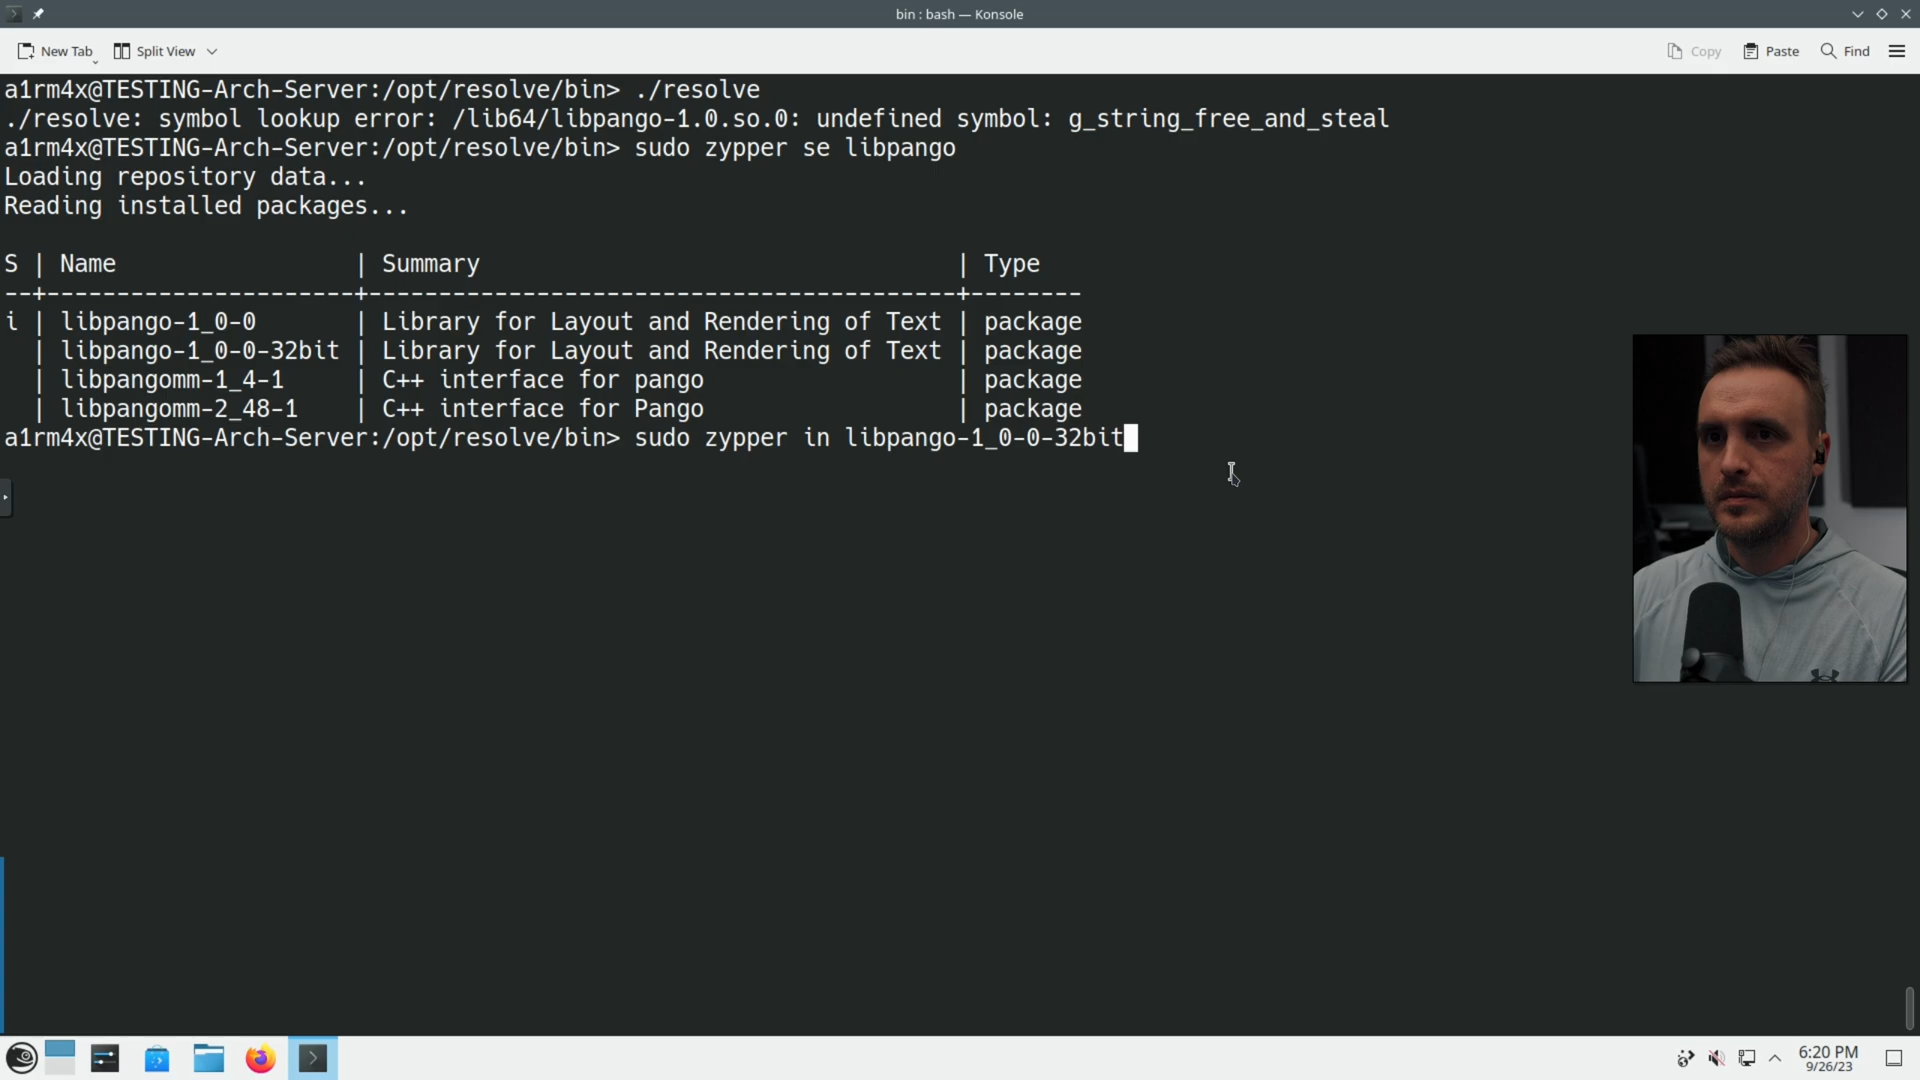 bin : bash — Konsole
New Tab Split View Copy Paste Find
a1rm4x@TESTING-Arch-Server:/opt/resolve/bin> ./resolve
./resolve: symbol lookup error: /lib64/libpango-1.0.so.0: undefined symbol: g_string_free_and_steal
a1rm4x@TESTING-Arch-Server:/opt/resolve/bin> sudo zypper se libpango
Loading repository data...
Reading installed packages...
S | Name | Summary | Type
--+----------------------+------------------------------------------+--------
i | libpango-1_0-0 | Library for Layout and Rendering of Text | package
| libpango-1_0-0-32bit | Library for Layout and Rendering of Text | package
| libpangomm-1_4-1 | C++ interface for pango | package
| libpangomm-2_48-1 | C++ interface for Pango | package
a1rm4x@TESTING-Arch-Server:/opt/resolve/bin> sudo zypper in libpango-1_0-0-32bit
6:20 PM
9/26/23